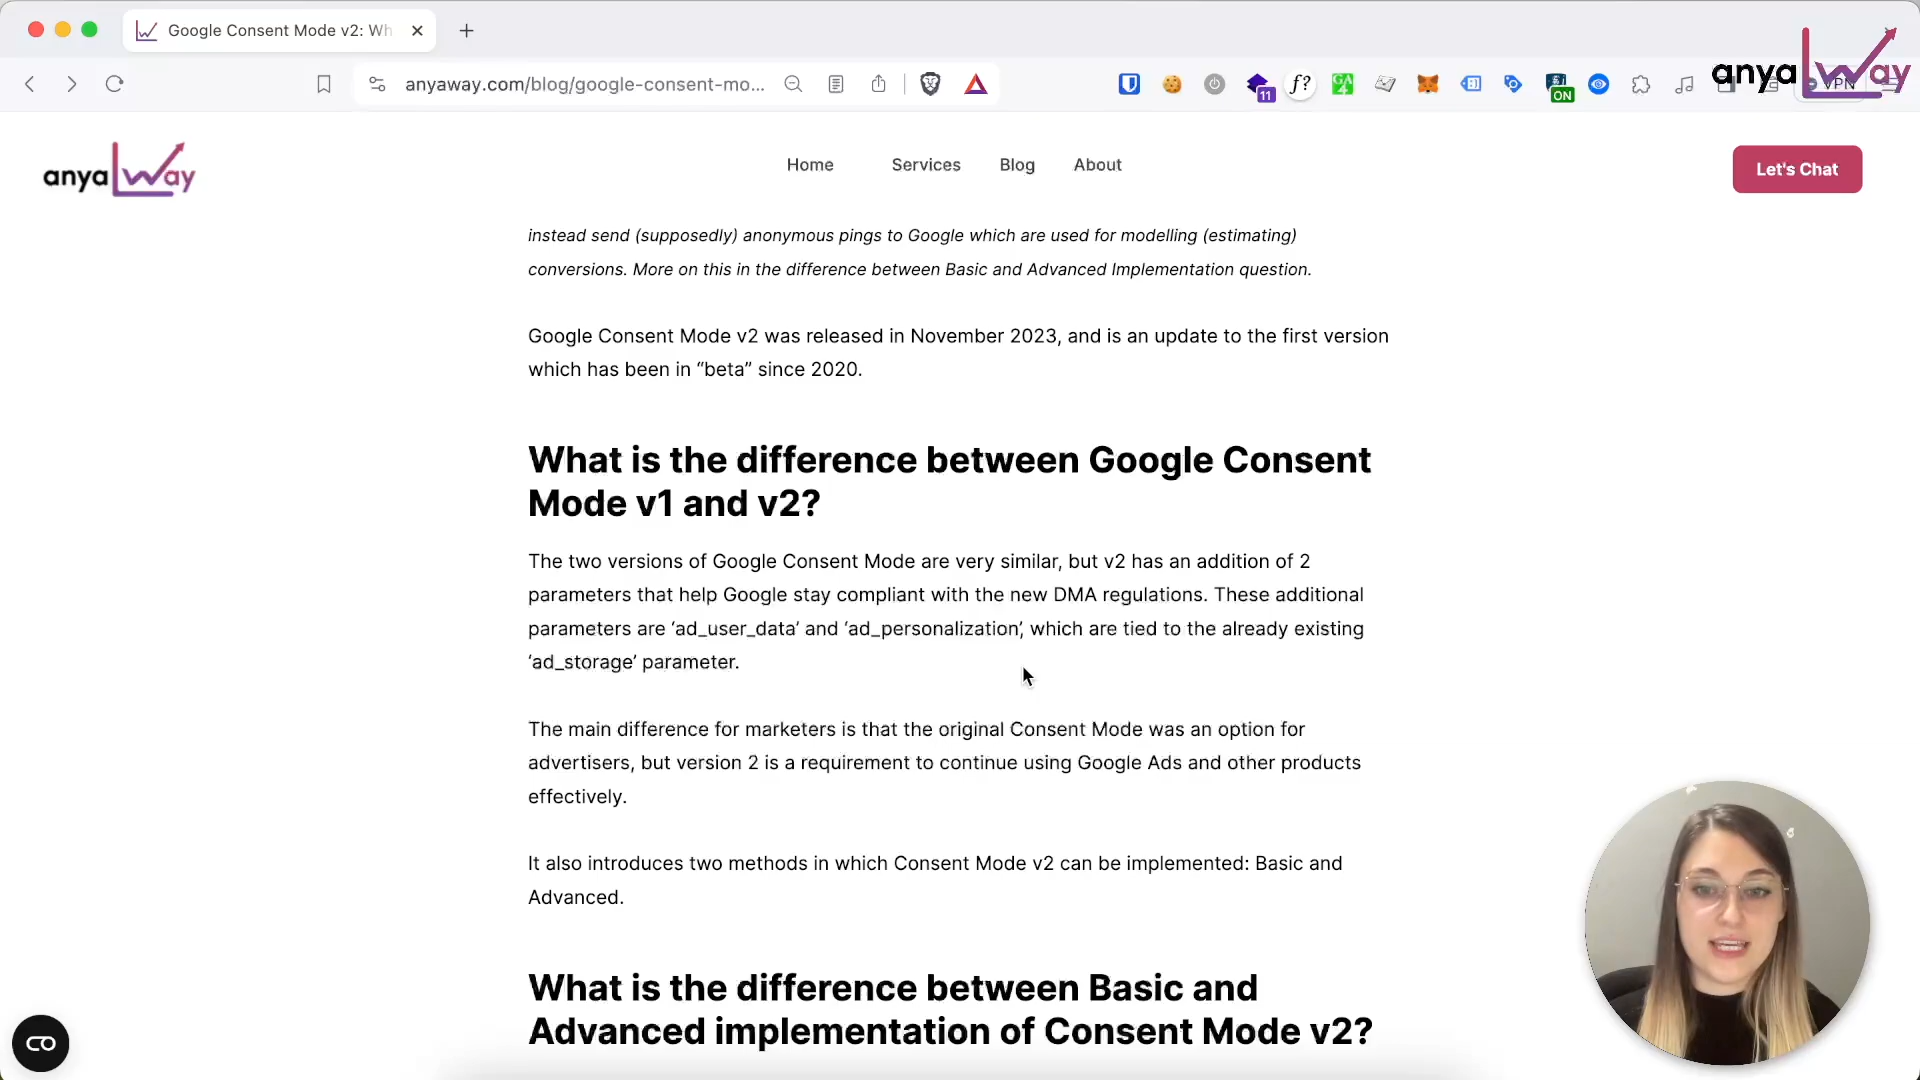 Google Consent Mode v2: Wh
anyaway.com/blog/google-consent-mo...
11
f?
GA4
ON
VPN
anyaway
anyaway
Home
Services
Blog
About
Let's Chat
instead send (supposedly) anonymous pings to Google which are used for modelling (estimating)
conversions. More on this in the difference between Basic and Advanced Implementation question.
Google Consent Mode v2 was released in November 2023, and is an update to the first version
which has been in “beta” since 2020.
What is the difference between Google Consent
Mode v1 and v2?
The two versions of Google Consent Mode are very similar, but v2 has an addition of 2
parameters that help Google stay compliant with the new DMA regulations. These additional
parameters are ‘ad_user_data’ and ‘ad_personalization’, which are tied to the already existing
‘ad_storage’ parameter.
The main difference for marketers is that the original Consent Mode was an option for
advertisers, but version 2 is a requirement to continue using Google Ads and other products
effectively.
It also introduces two methods in which Consent Mode v2 can be implemented: Basic and
Advanced.
What is the difference between Basic and
Advanced implementation of Consent Mode v2?